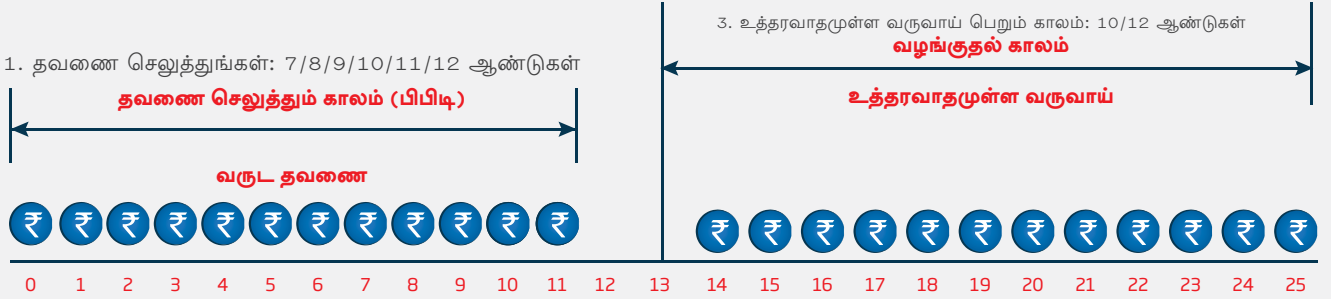 3. உத்தரவாதமுள்ள வருவாய் பெறும் காலம்: 10/12 ஆண்டுகள்
வழங்குதல் காலம்
1. தவணை செலுத்துங்கள்: 7/8/9/10/11/12 ஆண்டுகள்
தவணை செலுத்தும் காலம் (பிபிடி)
உத்தரவாதமுள்ள வருவாய்
வருட தவணை
₹ ₹ ₹ ₹ ₹ ₹ ₹ ₹ ₹ ₹ ₹ ₹ ₹ ₹ ₹ ₹ ₹ ₹ ₹ ₹ ₹ ₹ ₹ ₹
0 1 2 3 4 5 6 7 8 9 10 11 12 13 14 15 16 17 18 19 20 21 22 23 24 25